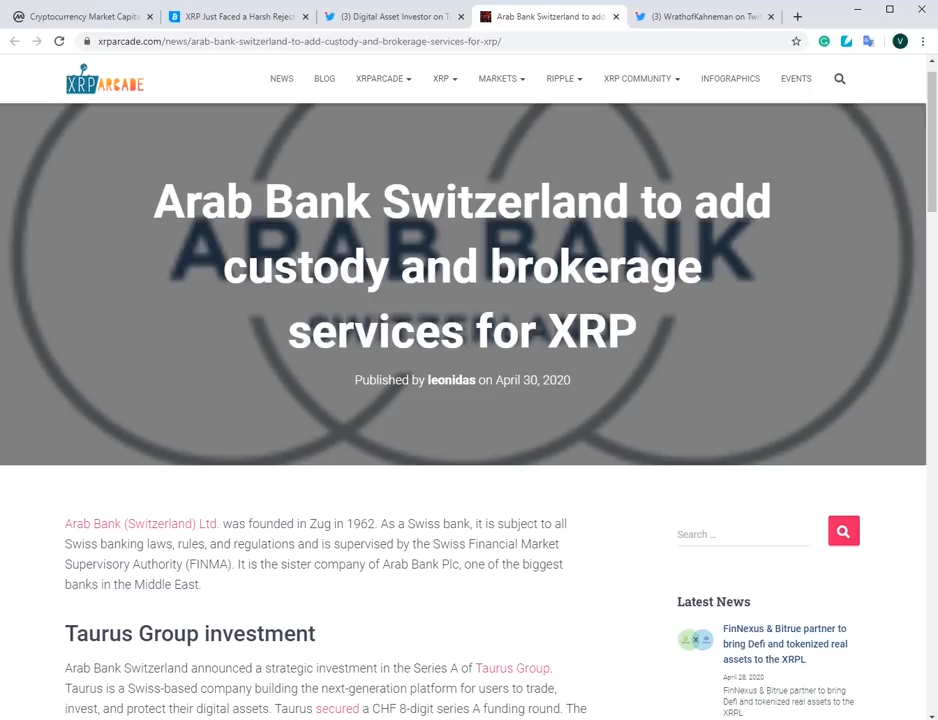 Cryptocurrency Market Capit
XRP Just Faced a Harsh Reject
(3) Digital Asset Investor on T
Arab Bank Switzerland to add
(3) WrathofKahneman on Twit
xrparcade.com/news/arab-bank-switzerland-to-add-custody-and-brokerage-services-for-xrp/
V
XRPARCADE
NEWS BLOG XRPARCADE XRP MARKETS RIPPLE XRP COMMUNITY INFOGRAPHICS EVENTS
ARAB BANK
Arab Bank Switzerland to add
custody and brokerage
services for XRP
Published by leonidas on April 30, 2020
Arab Bank (Switzerland) Ltd. was founded in Zug in 1962. As a Swiss bank, it is subject to all
Swiss banking laws, rules, and regulations and is supervised by the Swiss Financial Market
Supervisory Authority (FINMA). It is the sister company of Arab Bank Plc, one of the biggest
banks in the Middle East.
Taurus Group investment
Arab Bank Switzerland announced a strategic investment in the Series A of Taurus Group.
Taurus is a Swiss-based company building the next-generation platform for users to trade,
invest, and protect their digital assets. Taurus secured a CHF 8-digit series A funding round. The
Search …
Latest News
FinNexus & Bitrue partner to
bring Defi and tokenized real
assets to the XRPL
April 28, 2020
FinNexus & Bitrue partner to bring
Defi and tokenized real assets to the
XRPL